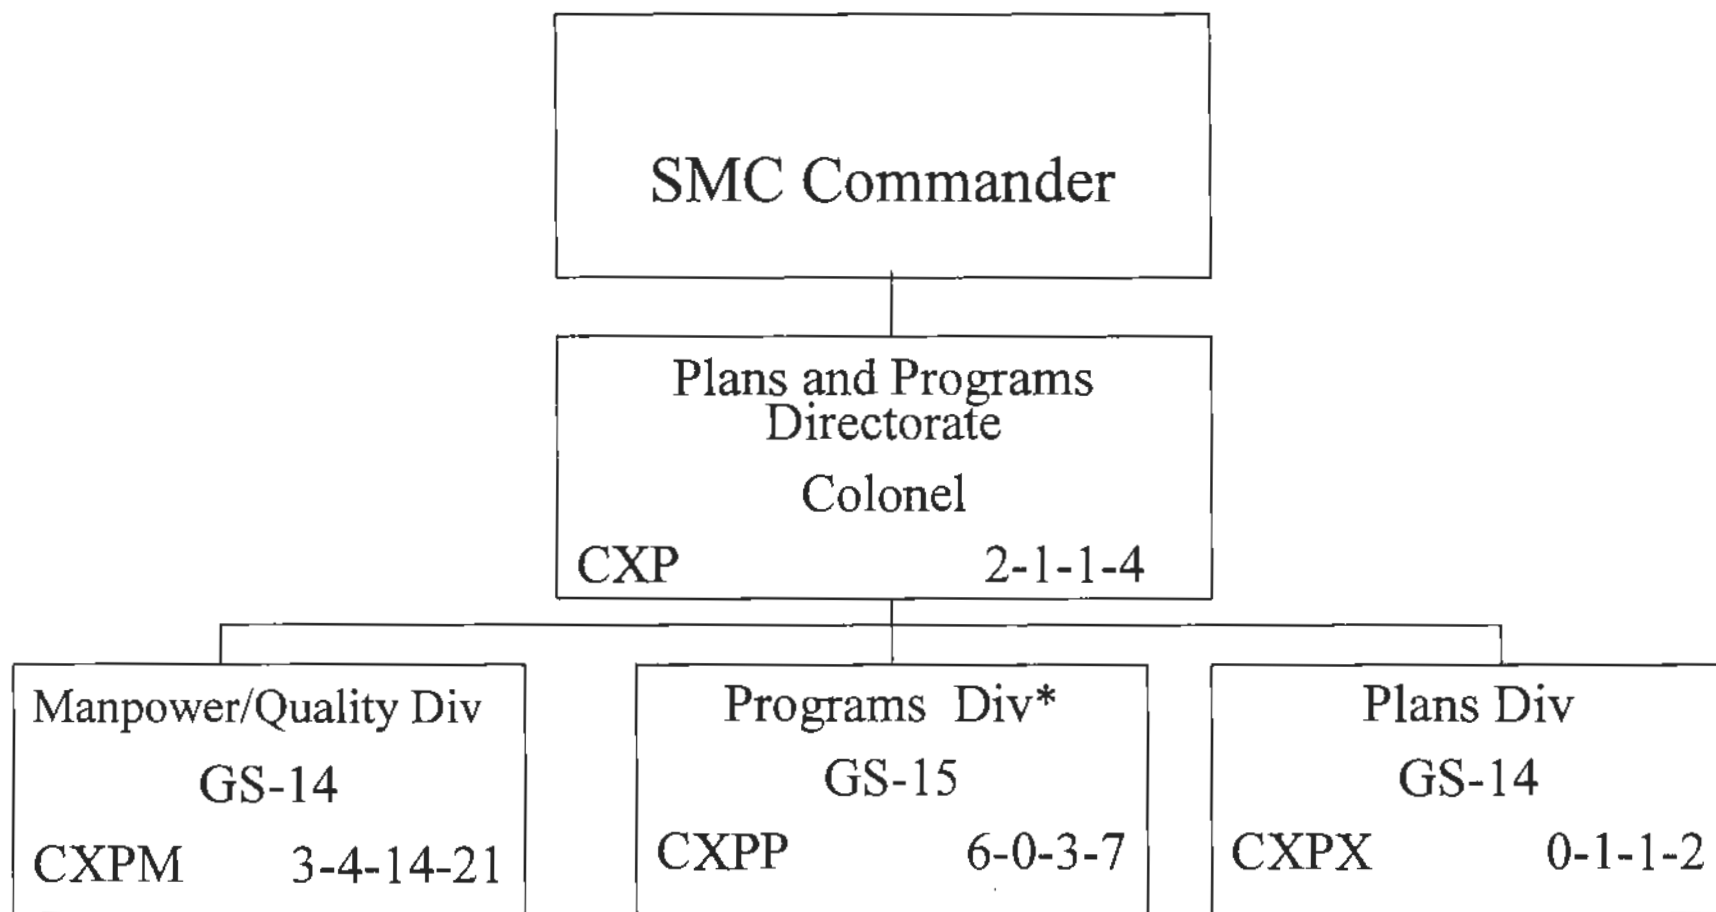 SMC Commander
Plans and Programs
Directorate
Colonel
CXP 2-1-1-4
Manpower/Quality Div
GS-14
CXPM 3-4-14-21
Programs Div*
GS-15
CXPP 6-0-3-7
Plans Div
GS-14
CXPX 0-1-1-2